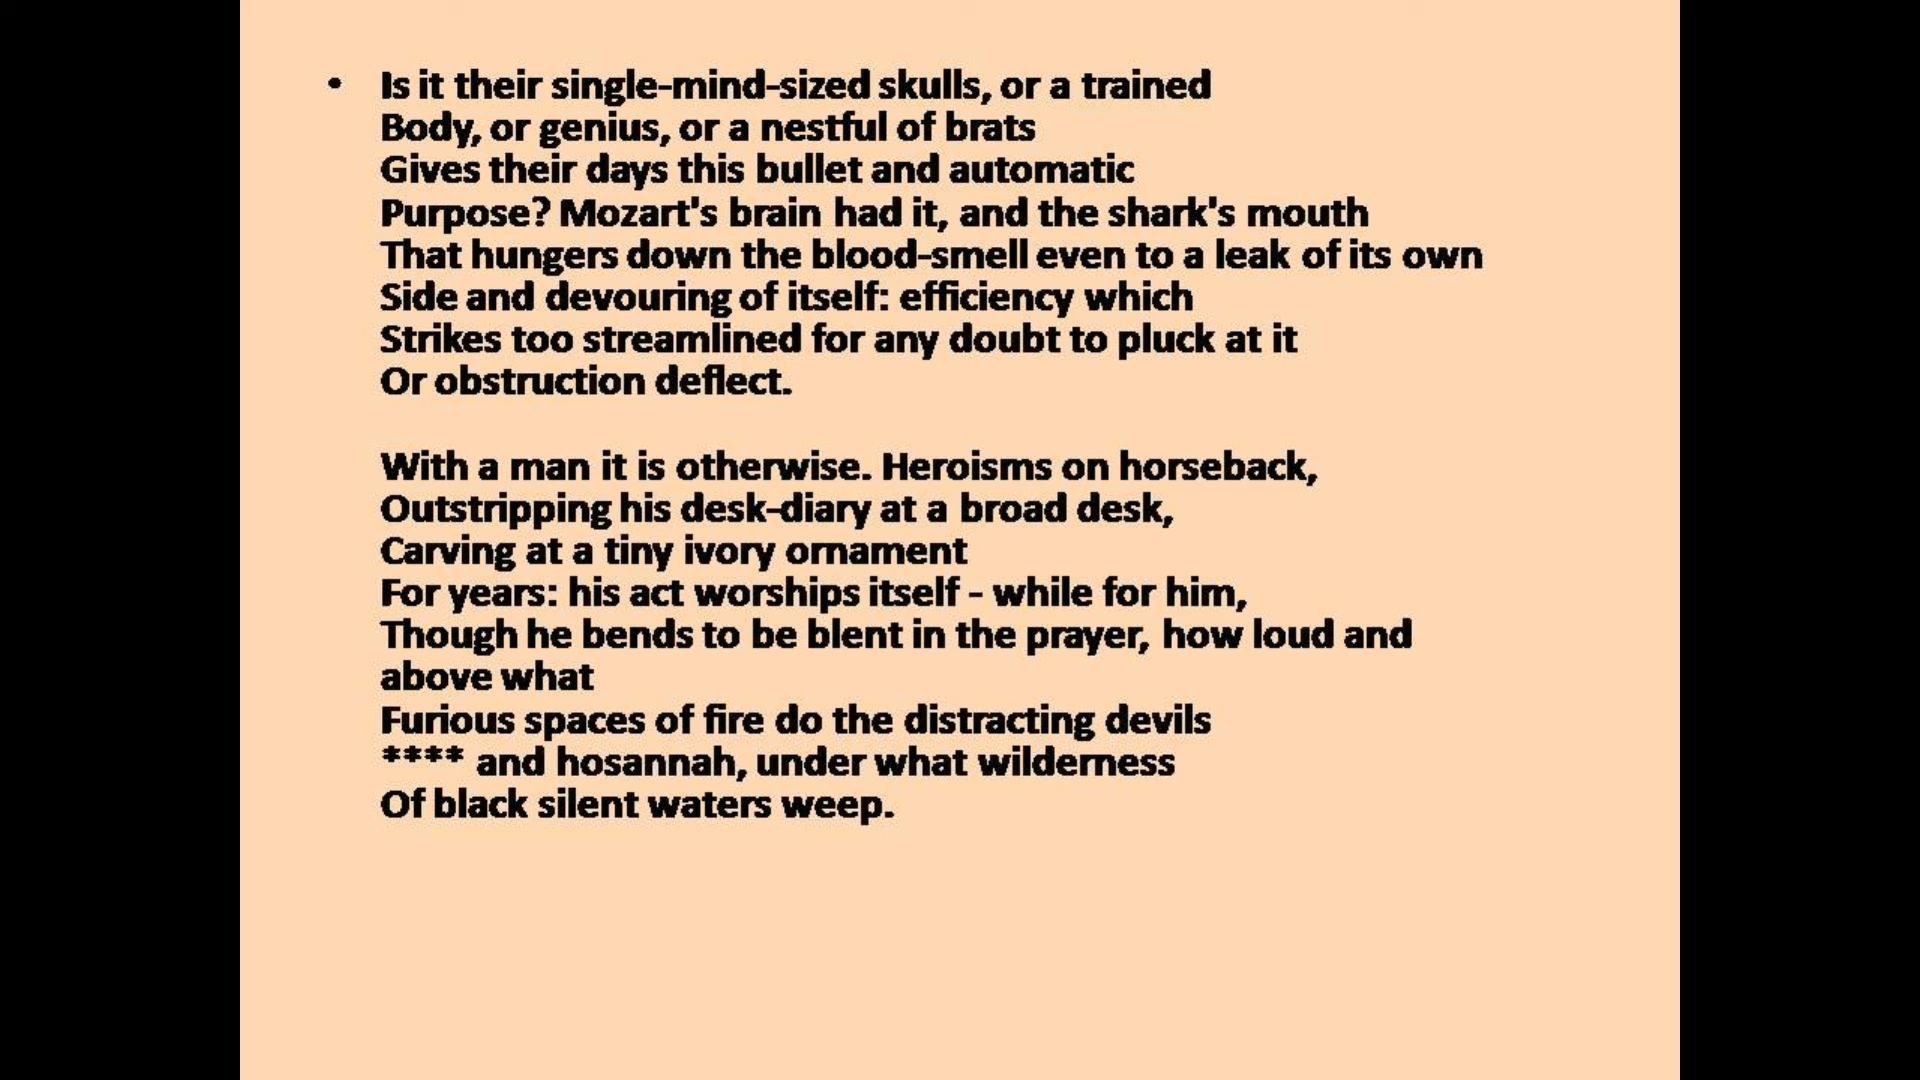 • Is it their single-mind-sized skulls, or a trained
Body, or genius, or a nestful of brats
Gives their days this bullet and automatic
Purpose? Mozart's brain had it, and the shark's mouth
That hungers down the blood-smell even to a leak of its own
Side and devouring of itself: efficiency which
Strikes too streamlined for any doubt to pluck at it
Or obstruction deflect.
With a man it is otherwise. Heroisms on horseback,
Outstripping his desk-diary at a broad desk,
Carving at a tiny ivory ornament
For years: his act worships itself - while for him,
Though he bends to be blent in the prayer, how loud and
above what
Furious spaces of fire do the distracting devils
**** and hosannah, under what wilderness
Of black silent waters weep.